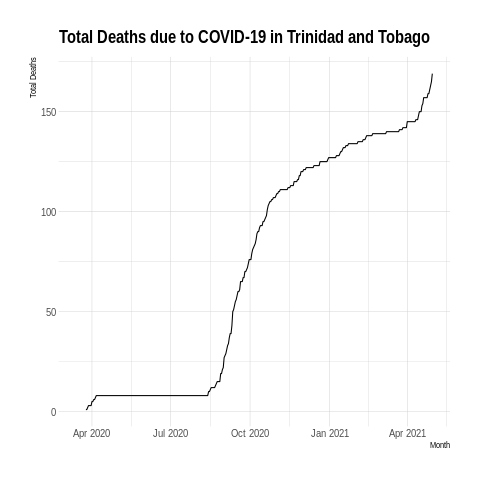 Total Deaths due to COVID-19 in Trinidad and Tobago
Total Deaths
150
100
50
0
Apr 2020 Jul 2020 Oct 2020 Jan 2021 Apr 2021
Month